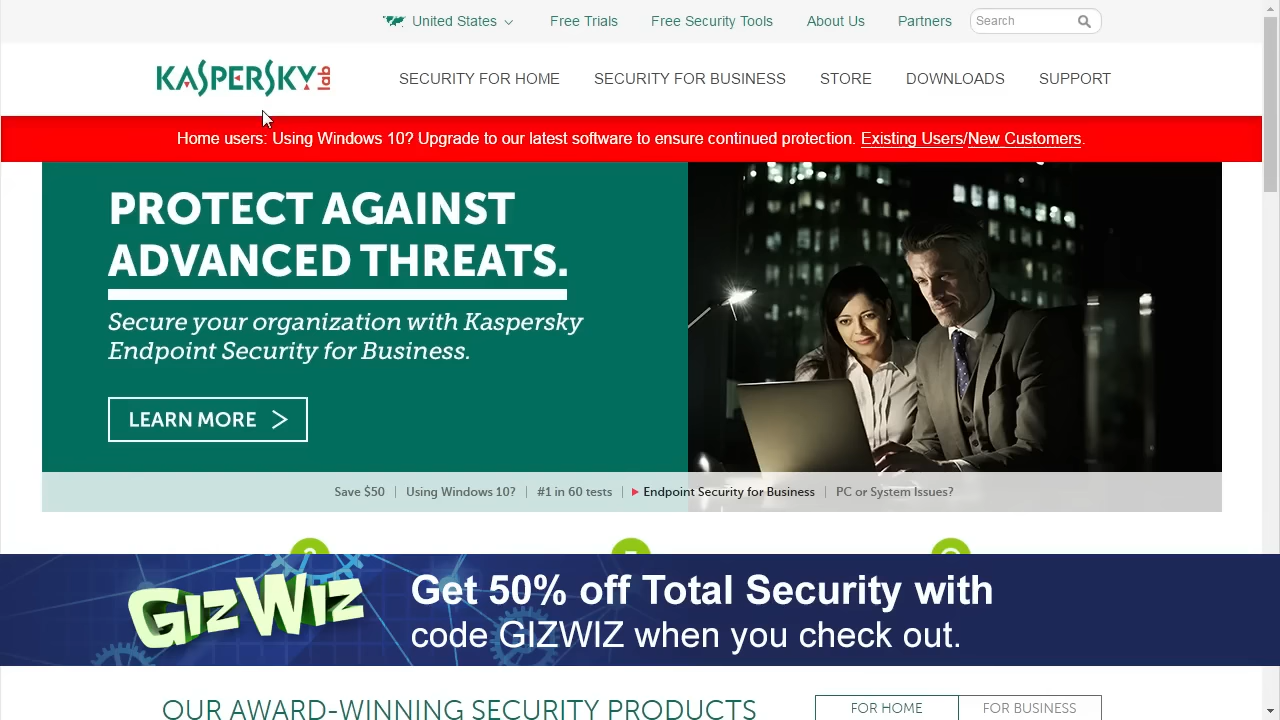 United States
Free Trials
Free Security Tools
About Us
Partners
Search
KASPERSKY lab
SECURITY FOR HOME
SECURITY FOR BUSINESS
STORE
DOWNLOADS
SUPPORT
Home users: Using Windows 10? Upgrade to our latest software to ensure continued protection. Existing Users/New Customers.
PROTECT AGAINST
ADVANCED THREATS.
Secure your organization with Kaspersky
Endpoint Security for Business.
LEARN MORE
Save $50
Using Windows 10?
#1 in 60 tests
Endpoint Security for Business
PC or System Issues?
GIZWIZ
Get 50% off Total Security with
code GIZWIZ when you check out.
OUR AWARD-WINNING SECURITY PRODUCTS
FOR HOME
FOR BUSINESS